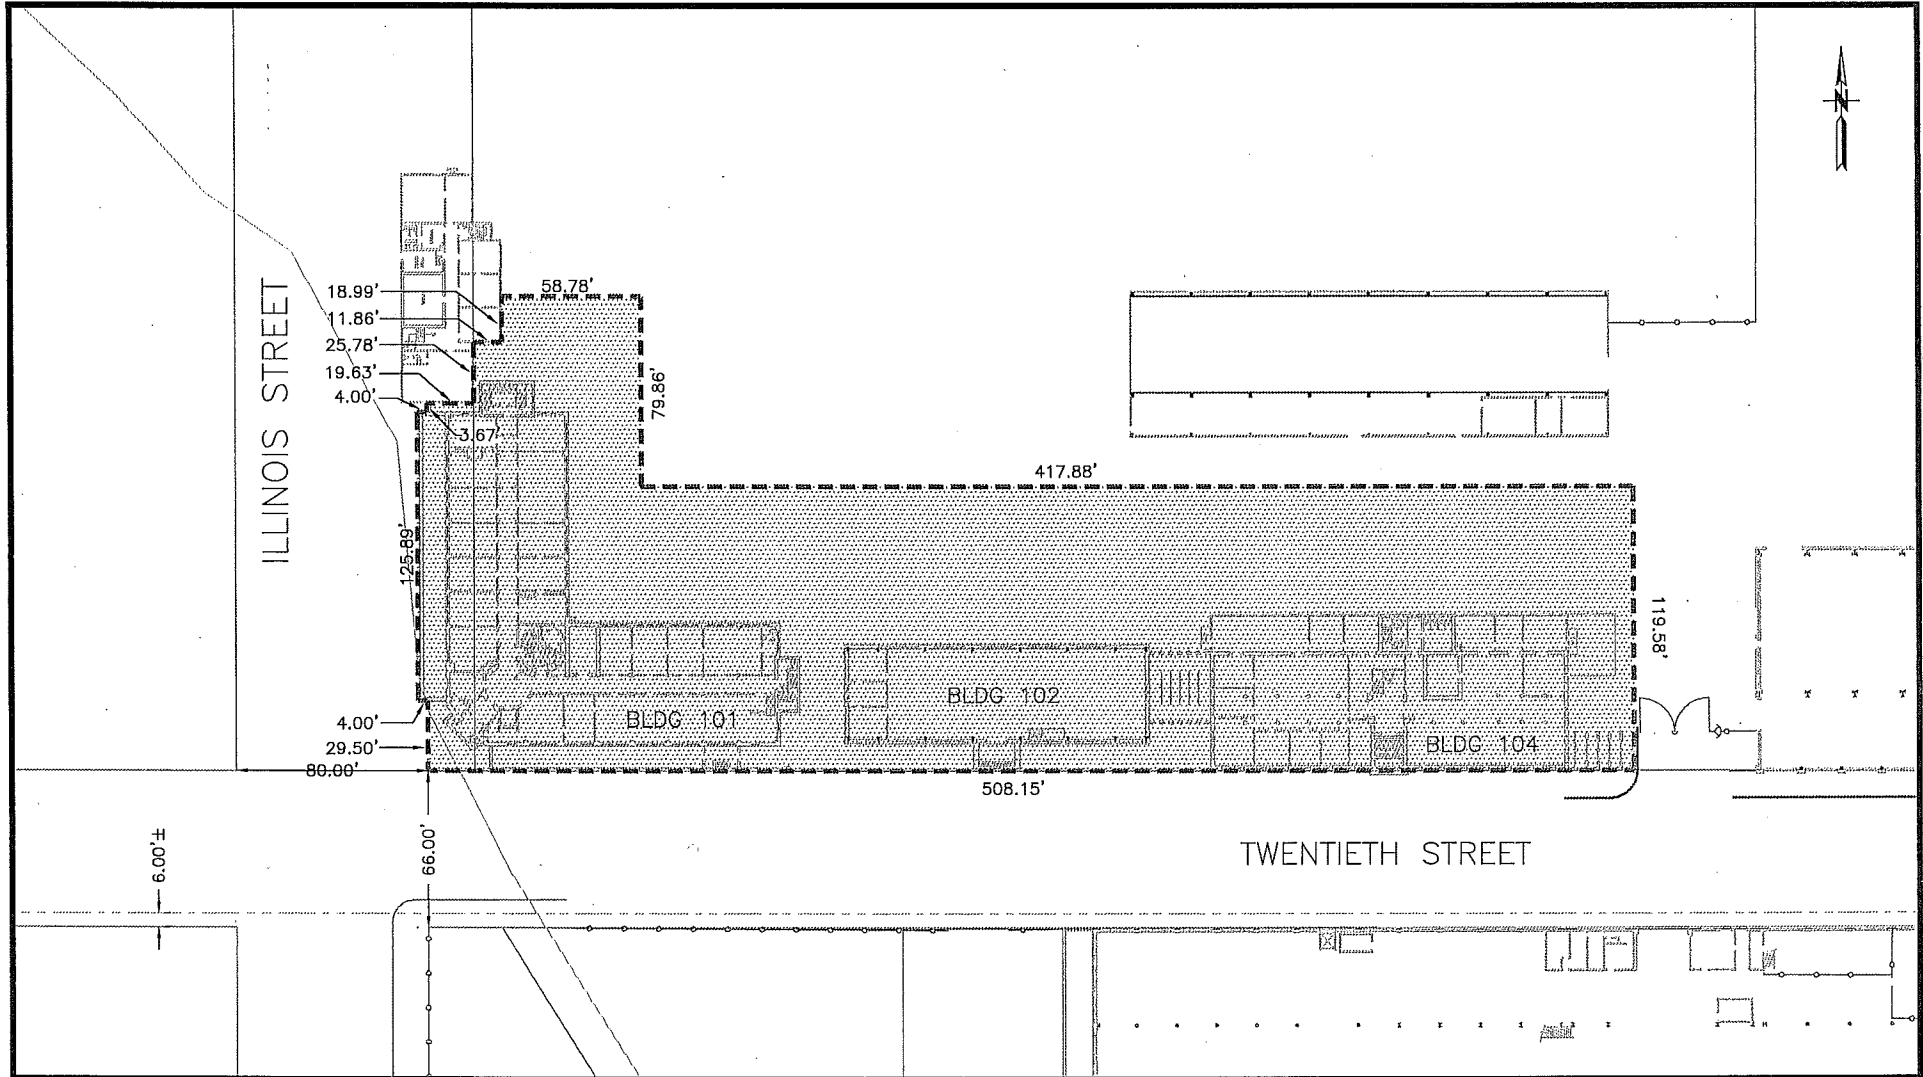 N
58.78'
18.99'
11.86'
25.78'
19.63'
4.00'
3.67'
79.86'
ILLINOIS STREET
417.88'
125.89'
119.58'
BLDG 101
BLDG 102
BLDG 104
4.00'
29.50'
80.00'
508.15'
66.00'
6.00'±
TWENTIETH STREET